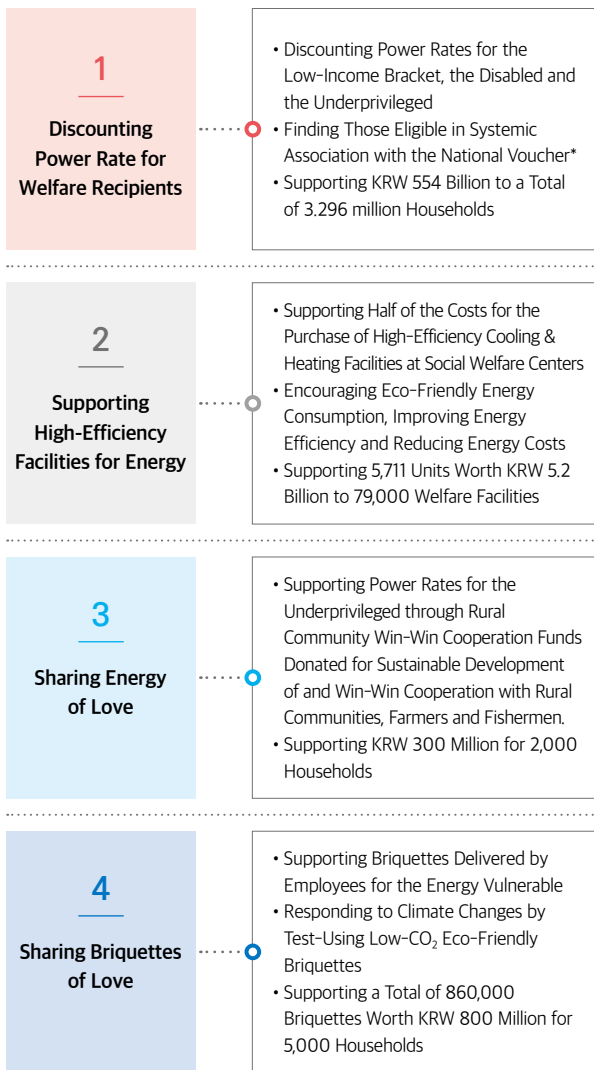 1
Discounting
Power Rate for
Welfare Recipients
• Discounting Power Rates for the
Low-Income Bracket, the Disabled and
the Underprivileged
• Finding Those Eligible in Systemic
Association with the National Voucher*
• Supporting KRW 554 Billion to a Total
of 3.296 million Households
2
Supporting
High-Efficiency
Facilities for Energy
• Supporting Half of the Costs for the
Purchase of High-Efficiency Cooling &
Heating Facilities at Social Welfare Centers
• Encouraging Eco-Friendly Energy
Consumption, Improving Energy
Efficiency and Reducing Energy Costs
• Supporting 5,711 Units Worth KRW 5.2
Billion to 79,000 Welfare Facilities
3
Sharing Energy
of Love
• Supporting Power Rates for the
Underprivileged through Rural
Community Win-Win Cooperation Funds
Donated for Sustainable Development
of and Win-Win Cooperation with Rural
Communities, Farmers and Fishermen.
• Supporting KRW 300 Million for 2,000
Households
4
Sharing Briquettes
of Love
• Supporting Briquettes Delivered by
Employees for the Energy Vulnerable
• Responding to Climate Changes by
Test-Using Low-CO₂ Eco-Friendly
Briquettes
• Supporting a Total of 860,000
Briquettes Worth KRW 800 Million for
5,000 Households